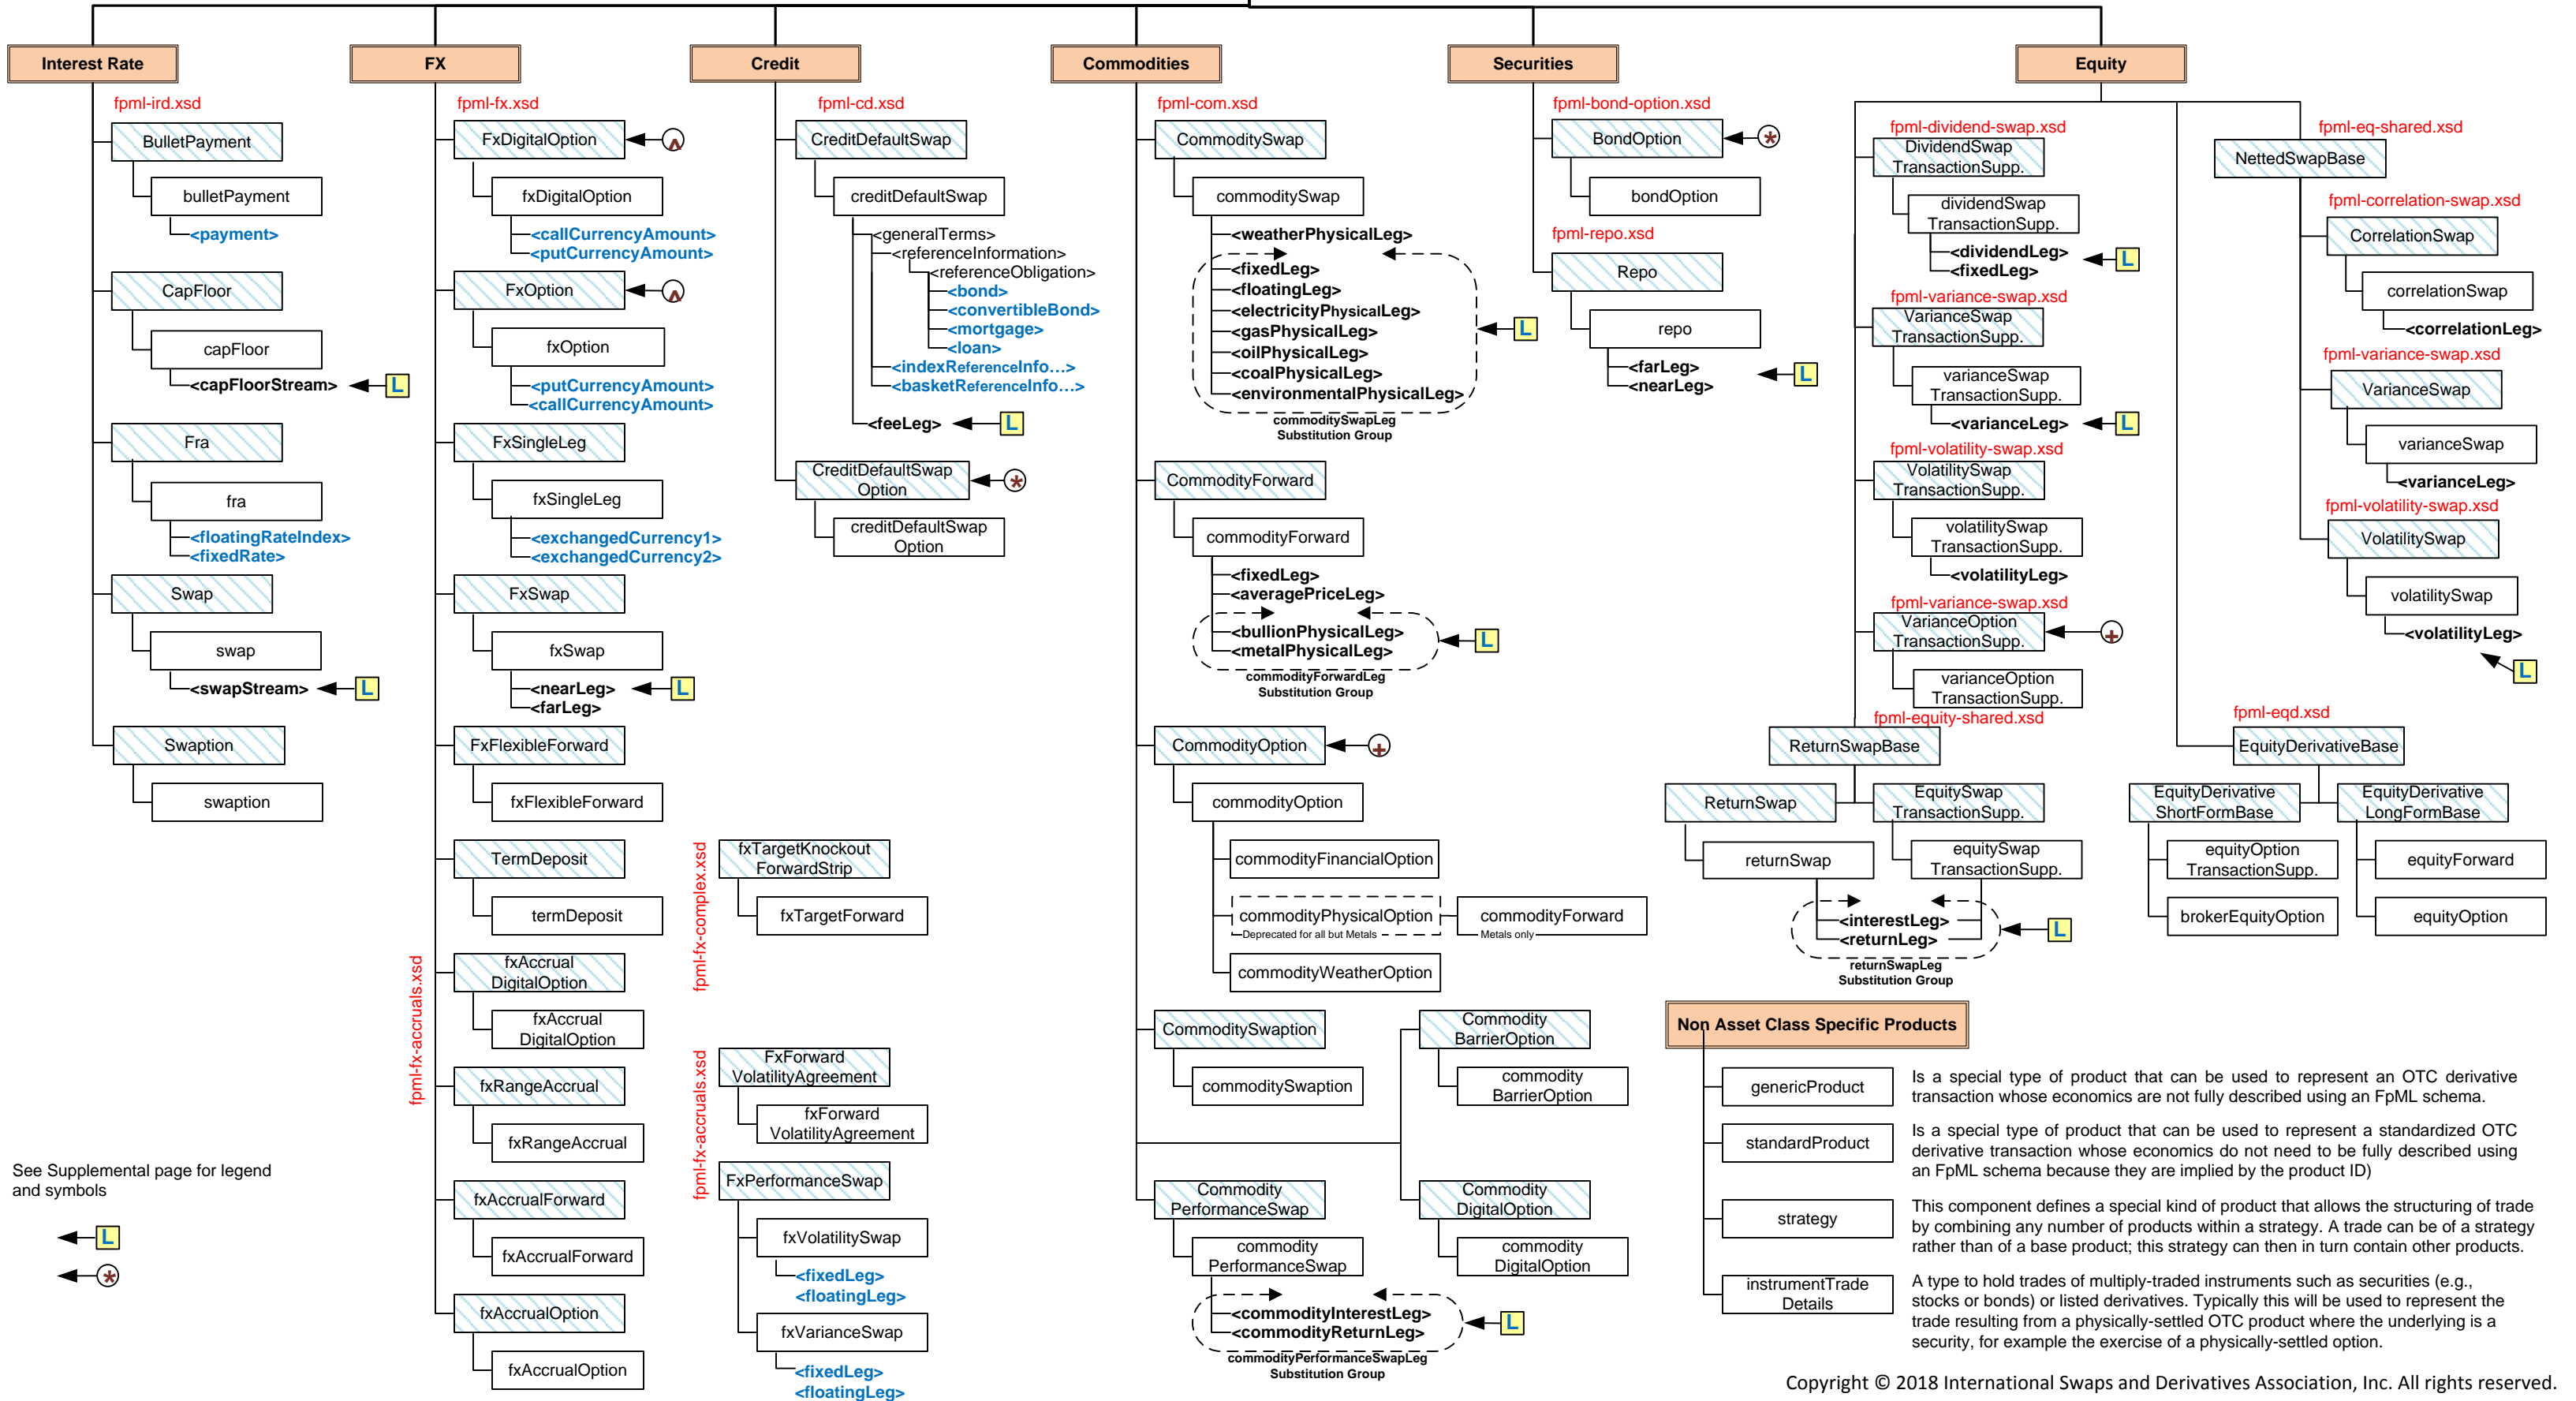 Interest Rate
fpml-ird.xsd
BulletPayment
bulletPayment
<payment>
CapFloor
capFloor
<capFloorStream>
L
Fra
fra
<floatingRateIndex>
<fixedRate>
Swap
swap
<swapStream>
L
Swaption
swaption
See Supplemental page for legend
and symbols
L
*
FX
fpml-fx.xsd
FxDigitalOption
^
fxDigitalOption
<callCurrencyAmount>
<putCurrencyAmount>
FxOption
^
fxOption
<putCurrencyAmount>
<callCurrencyAmount>
FxSingleLeg
fxSingleLeg
<exchangedCurrency1>
<exchangedCurrency2>
FxSwap
fxSwap
<nearLeg>
<farLeg>
L
FxFlexibleForward
fxFlexibleForward
TermDeposit
termDeposit
fpml-fx-accruals.xsd
fxAccrual
DigitalOption
fxAccrual
DigitalOption
fxRangeAccrual
fxRangeAccrual
fxAccrualForward
fxAccrualForward
fxAccrualOption
fxAccrualOption
fpml-fx-complex.xsd
fxTargetKnockout
ForwardStrip
fxTargetForward
fpml-fx-accruals.xsd
FxForward
VolatilityAgreement
fxForward
VolatilityAgreement
FxPerformanceSwap
fxVolatilitySwap
<fixedLeg>
<floatingLeg>
fxVarianceSwap
<fixedLeg>
<floatingLeg>
Credit
fpml-cd.xsd
CreditDefaultSwap
creditDefaultSwap
<generalTerms>
<referenceInformation>
<referenceObligation>
<bond>
<convertibleBond>
<mortgage>
<loan>
<indexReferenceInfo...>
<basketReferenceInfo...>
<feeLeg>
L
CreditDefaultSwap
Option
*
creditDefaultSwap
Option
Commodities
fpml-com.xsd
CommoditySwap
commoditySwap
<weatherPhysicalLeg>
<fixedLeg>
<floatingLeg>
<electricityPhysicalLeg>
<gasPhysicalLeg>
<oilPhysicalLeg>
<coalPhysicalLeg>
<environmentalPhysicalLeg>
L
commoditySwapLeg
Substitution Group
CommodityForward
commodityForward
<fixedLeg>
<averagePriceLeg>
<bullionPhysicalLeg>
<metalPhysicalLeg>
L
commodityForwardLeg
Substitution Group
CommodityOption
+
commodityOption
commodityFinancialOption
commodityPhysicalOption
Deprecated for all but Metals
commodityForward
Metals only
commodityWeatherOption
CommoditySwaption
commoditySwaption
Commodity
BarrierOption
commodity
BarrierOption
Commodity
PerformanceSwap
commodity
PerformanceSwap
<commodityInterestLeg>
<commodityReturnLeg>
L
commodityPerformanceSwapLeg
Substitution Group
Commodity
DigitalOption
commodity
DigitalOption
Securities
fpml-bond-option.xsd
BondOption
*
bondOption
fpml-repo.xsd
Repo
repo
<farLeg>
<nearLeg>
L
Equity
fpml-dividend-swap.xsd
DividendSwap
TransactionSupp.
dividendSwap
TransactionSupp.
<dividendLeg>
<fixedLeg>
L
fpml-variance-swap.xsd
VarianceSwap
TransactionSupp.
varianceSwap
TransactionSupp.
<varianceLeg>
L
fpml-volatility-swap.xsd
VolatilitySwap
TransactionSupp.
volatilitySwap
TransactionSupp.
<volatilityLeg>
fpml-variance-swap.xsd
VarianceOption
TransactionSupp.
+
varianceOption
TransactionSupp.
fpml-equity-shared.xsd
ReturnSwapBase
ReturnSwap
returnSwap
EquitySwap
TransactionSupp.
equitySwap
TransactionSupp.
<interestLeg>
<returnLeg>
L
returnSwapLeg
Substitution Group
fpml-eq-shared.xsd
NettedSwapBase
fpml-correlation-swap.xsd
CorrelationSwap
correlationSwap
<correlationLeg>
fpml-variance-swap.xsd
VarianceSwap
varianceSwap
<varianceLeg>
fpml-volatility-swap.xsd
VolatilitySwap
volatilitySwap
<volatilityLeg>
L
fpml-eqd.xsd
EquityDerivativeBase
EquityDerivative
ShortFormBase
equityOption
TransactionSupp.
brokerEquityOption
EquityDerivative
LongFormBase
equityForward
equityOption
Non Asset Class Specific Products
genericProduct
Is a special type of product that can be used to represent an OTC derivative
transaction whose economics are not fully described using an FpML schema.
standardProduct
Is a special type of product that can be used to represent a standardized OTC
derivative transaction whose economics do not need to be fully described using
an FpML schema because they are implied by the product ID)
strategy
This component defines a special kind of product that allows the structuring of trade
by combining any number of products within a strategy. A trade can be of a strategy
rather than of a base product; this strategy can then in turn contain other products.
instrumentTrade
Details
A type to hold trades of multiply-traded instruments such as securities (e.g.,
stocks or bonds) or listed derivatives. Typically this will be used to represent the
trade resulting from a physically-settled OTC product where the underlying is a
security, for example the exercise of a physically-settled option.
Copyright © 2018 International Swaps and Derivatives Association, Inc. All rights reserved.